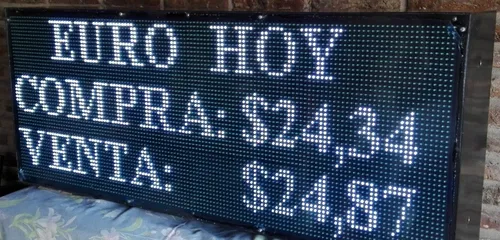 EURO HOY
COMPRA: $24,34
VENTA: $24,87